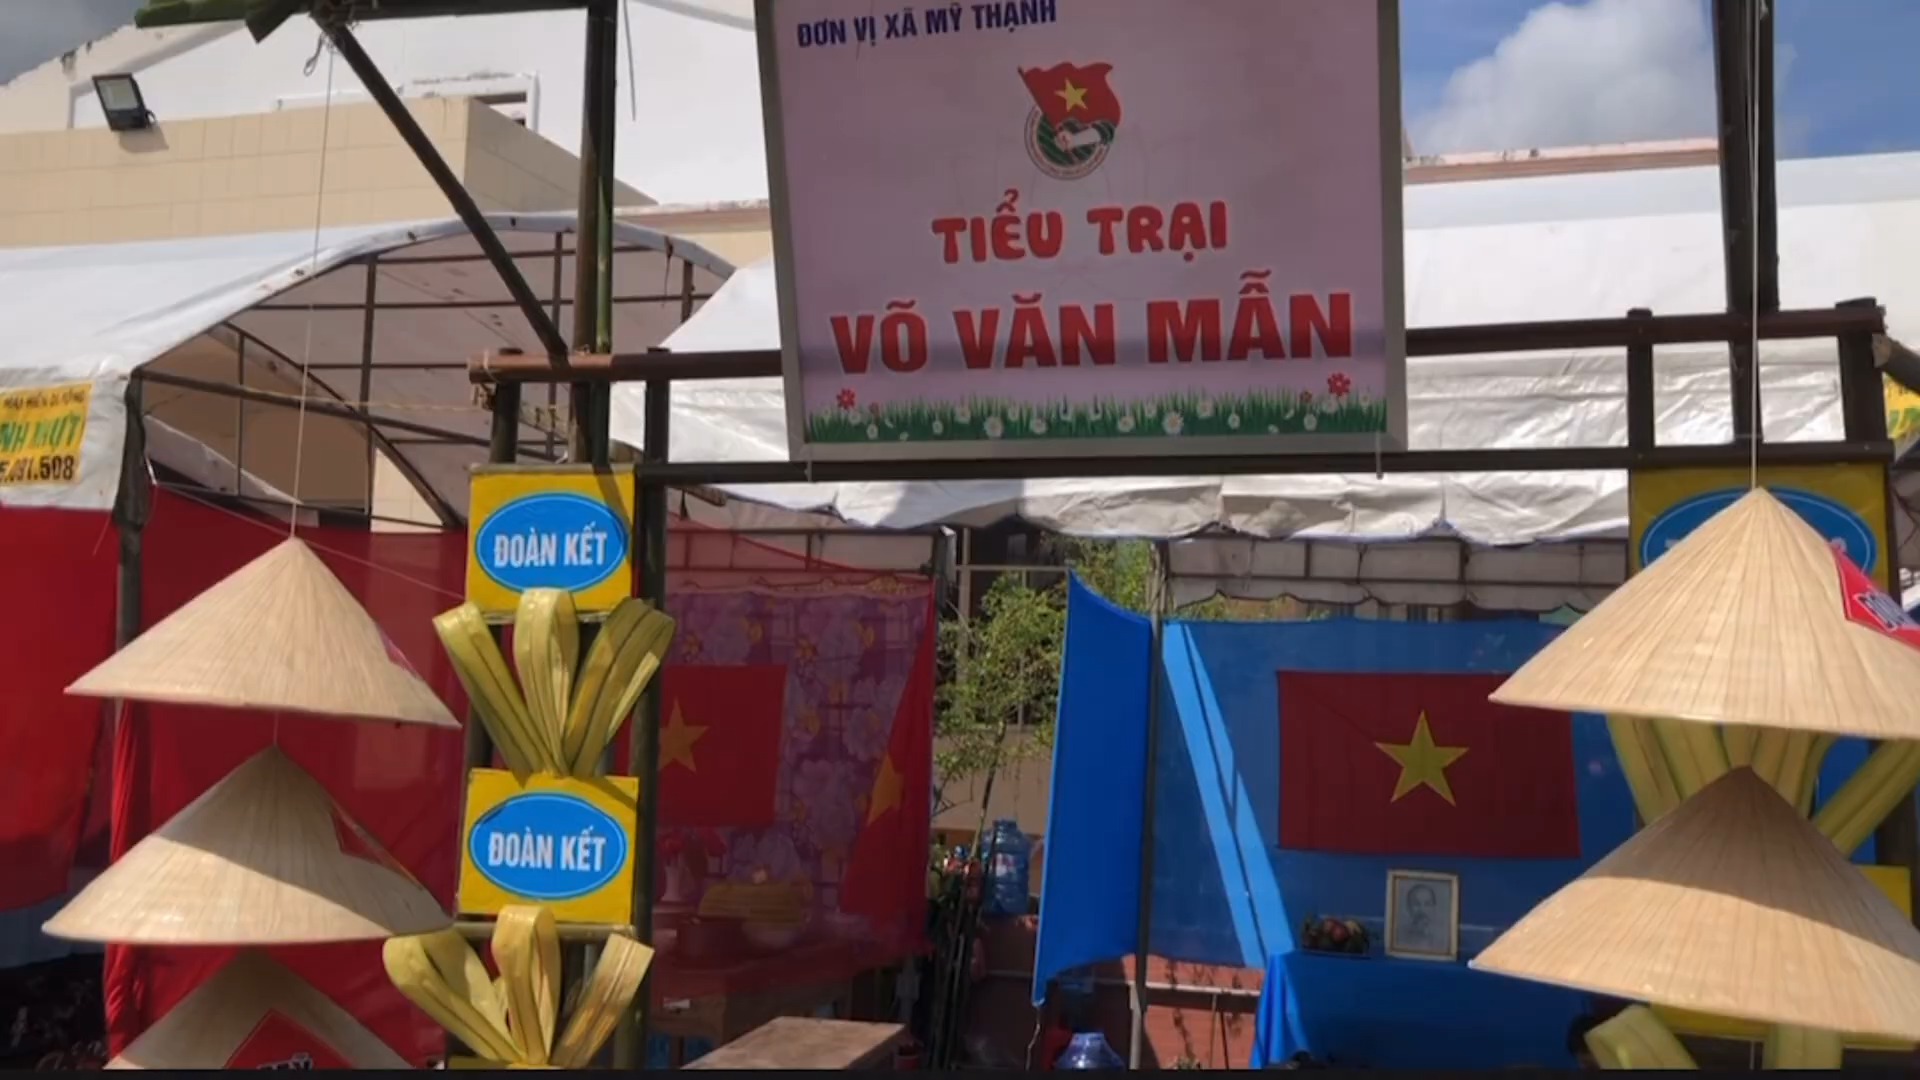 ĐƠN VỊ XÃ MỸ THẠNH
TIỂU TRẠI
VÕ VĂN MẪN
ĐOÀN KẾT
ĐOÀN KẾT